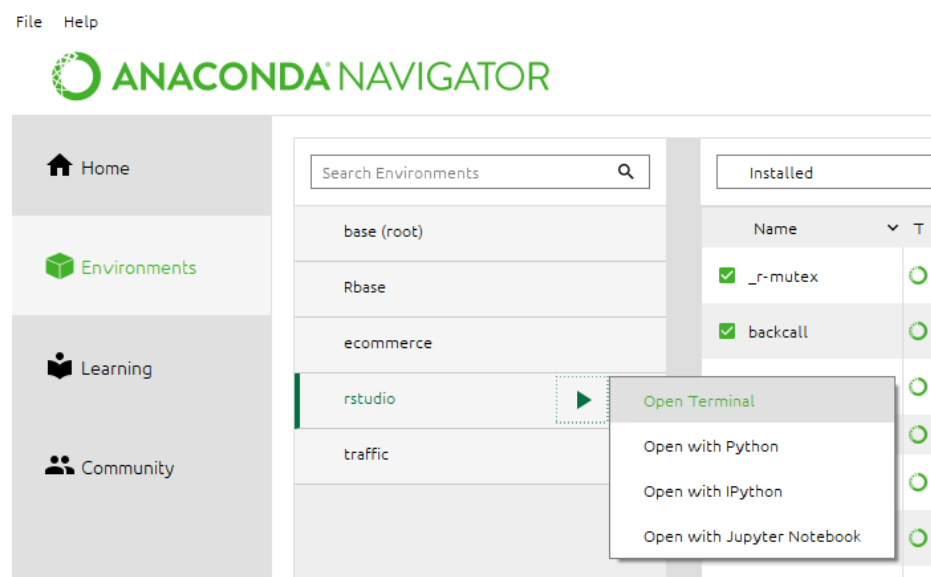 File Help
ANACONDA NAVIGATOR
Home
Environments
Learning
Community
Search Environments
base (root)
Rbase
ecommerce
rstudio
traffic
Open Terminal
Open with Python
Open with IPython
Open with Jupyter Notebook
Installed
Name T
_r-mutex
backcall